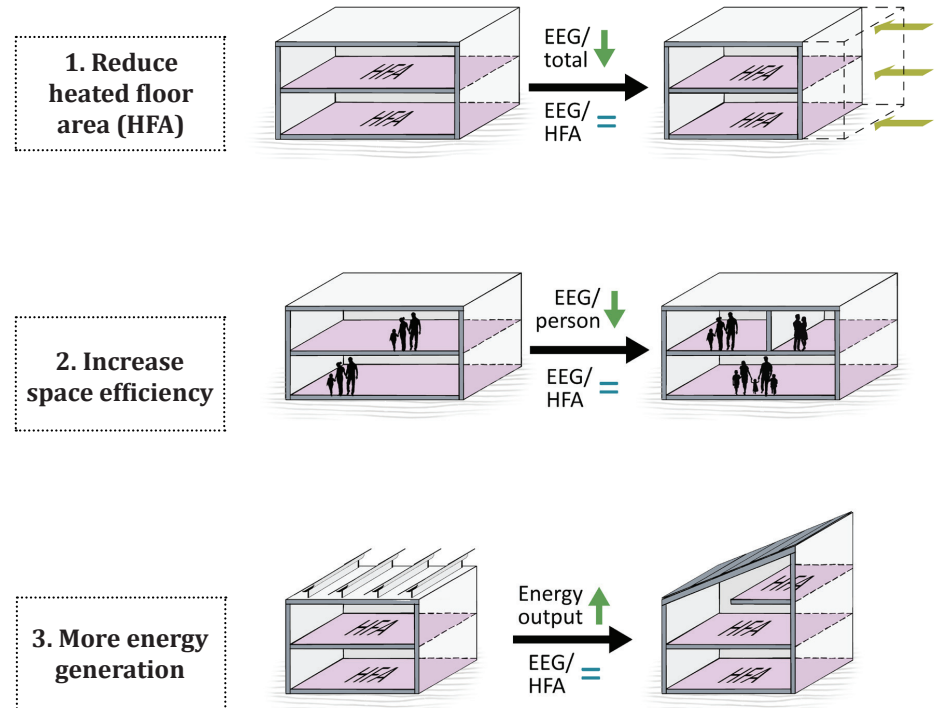 1. Reduce
heated floor
area (HFA)
HFA
HFA
EEG/
total
EEG/
HFA =
HFA
HFA
2. Increase
space efficiency
EEG/
person
EEG/
HFA =
3. More energy
generation
HFA
HFA
Energy
output
EEG/
HFA =
HFA
HFA
HFA